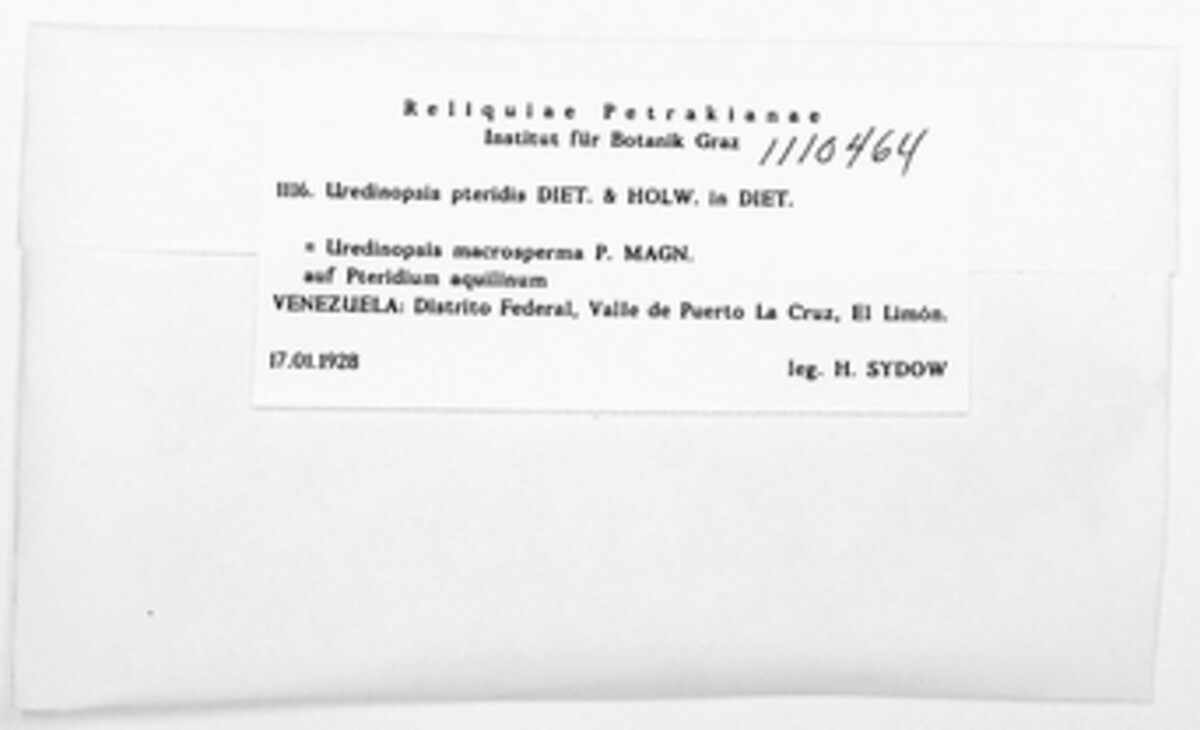 Reliquiae Petrakianae
Institut für Botanik Graz 1110464
1116. Uredinopsis pteridis DIET. & HOLW. in DIET.
= Uredinopsis macrosperma P. MAGN.
auf Pteridium aquilinum
VENEZUELA: Distrito Federal, Valle de Puerto La Cruz, El Limón.
17.01.1928 leg. H. SYDOW